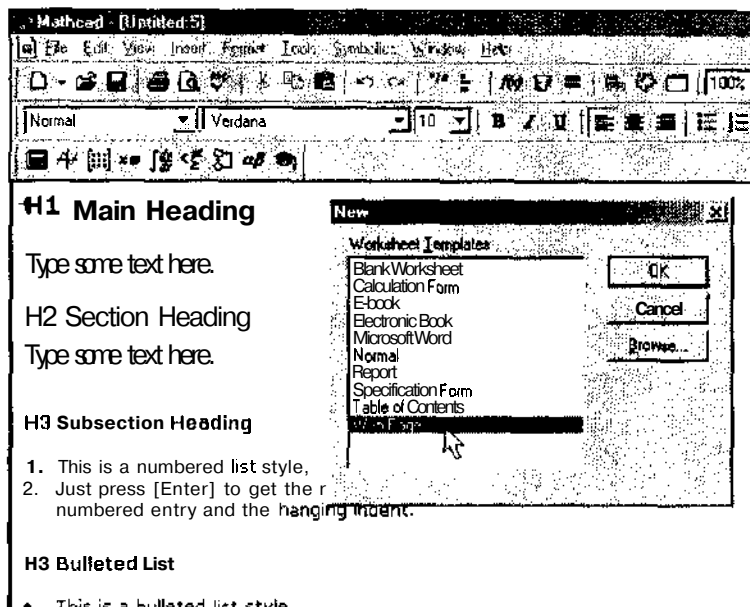 Mathcad - [Untitled:5]
File Edit View Insert Format Tools Symbolics Window Help
100%
Normal Verdana 10 B I U
αβ
H1 Main Heading
Type some text here.
H2 Section Heading
Type some text here.
H3 Subsection Heading
1. This is a numbered list style,
2. Just press [Enter] to get the
numbered entry and the hanging indent.
H3 Bulleted List
• This is a bulleted list style
New
Worksheet Templates
Blank Worksheet
Calculation Form
E-book
Electronic Book
Microsoft Word
Normal
Report
Specification Form
Table of Contents
Web Page
OK
Cancel
Browse...